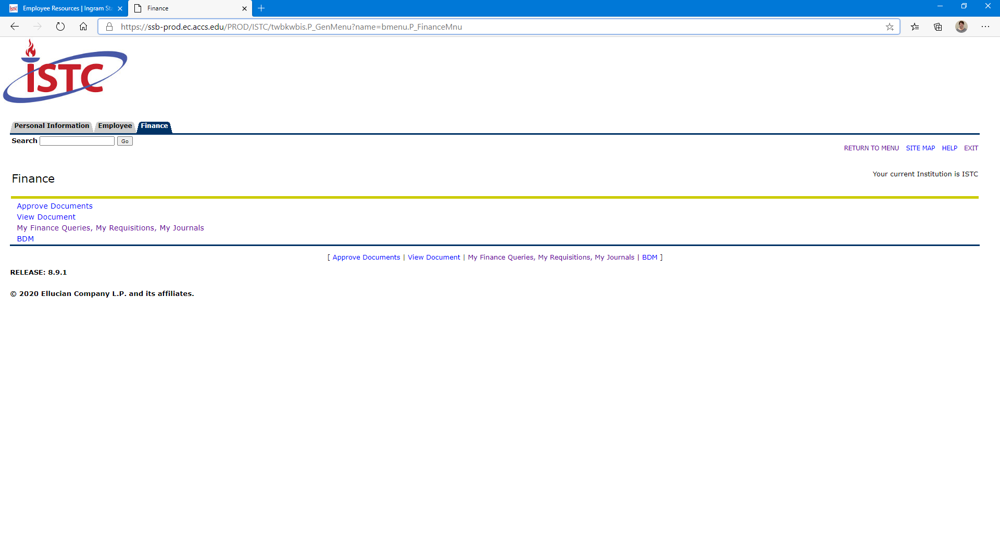 Employee Resources | Ingram Sta
Finance
https://ssb-prod.ec.accs.edu/PROD/ISTC/twbkwbis.P_GenMenu?name=bmenu.P_FinanceMnu
ISTC
Personal Information Employee Finance
Search Go
RETURN TO MENU SITE MAP HELP EXIT
Finance
Your current Institution is ISTC
Approve Documents
View Document
My Finance Queries, My Requisitions, My Journals
BDM
[ Approve Documents | View Document | My Finance Queries, My Requisitions, My Journals | BDM ]
RELEASE: 8.9.1
© 2020 Ellucian Company L.P. and its affiliates.